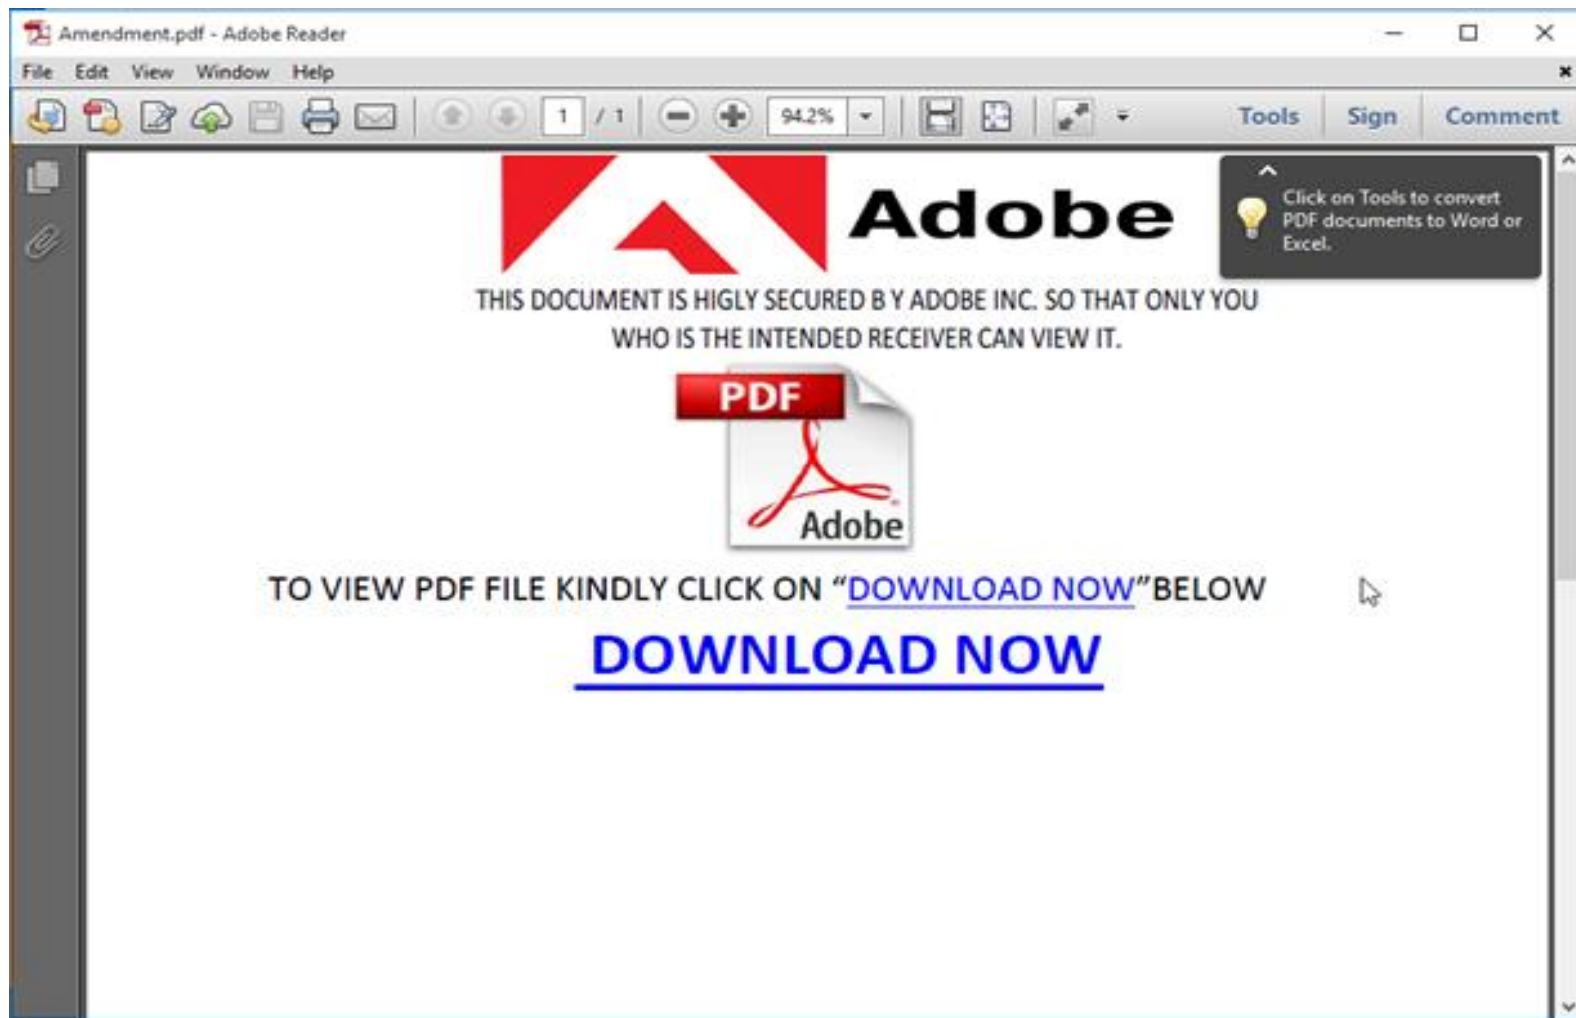 Amendment.pdf - Adobe Reader
File Edit View Window Help
1 / 1 94.2% Tools Sign Comment
Adobe
Click on Tools to convert
PDF documents to Word or
Excel.
THIS DOCUMENT IS HIGLY SECURED B Y ADOBE INC. SO THAT ONLY YOU
WHO IS THE INTENDED RECEIVER CAN VIEW IT.
PDF
Adobe
TO VIEW PDF FILE KINDLY CLICK ON “DOWNLOAD NOW”BELOW
DOWNLOAD NOW